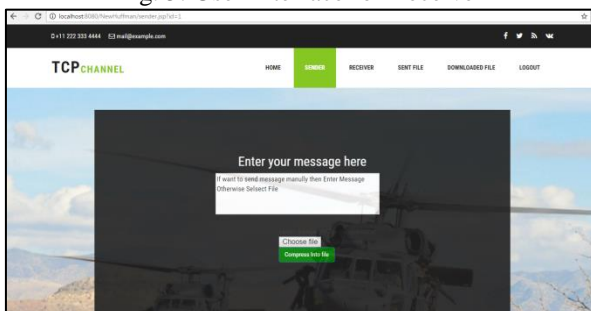 localhost:8080/NewHuffman/sender.jsp?id=1
+11 222 333 4444 mail@example.com
TCPCHANNEL HOME SENDER RECEIVER SENT FILE DOWNLOADED FILE LOGOUT
Enter your message here
If want to send message manully then Enter Message
Otherwise Selsect File
Choose file
Compress Into file